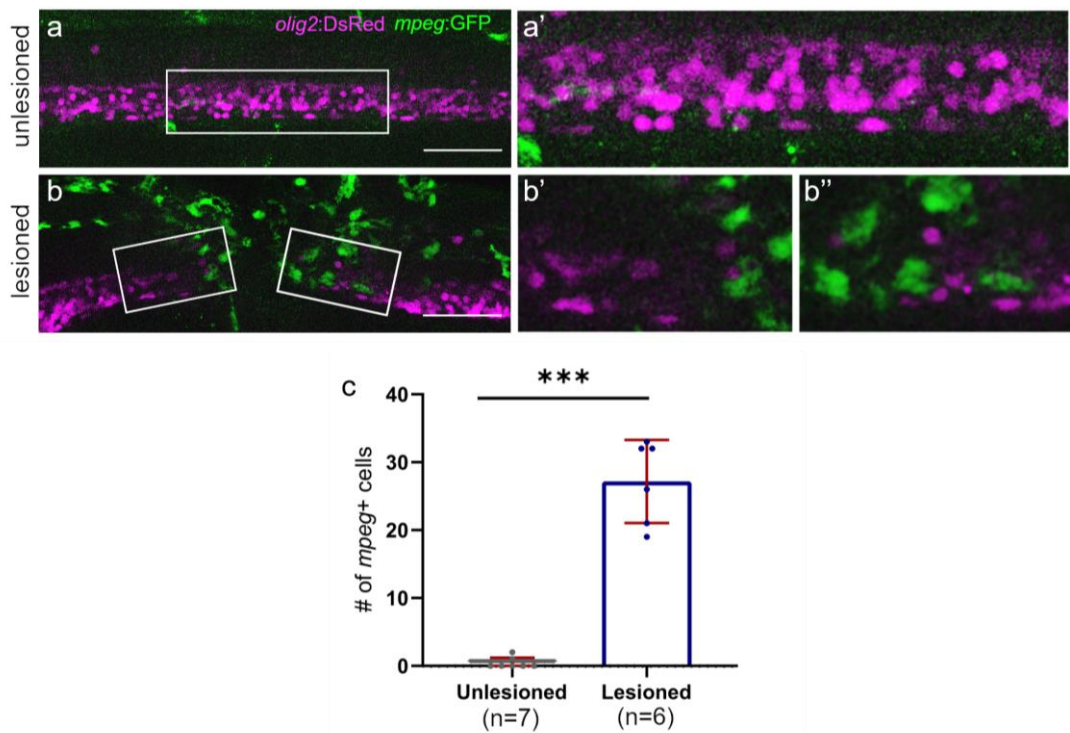 unlesioned
a
olig2:DsRed mpeg:GFP
a'
lesioned
b
b'
b''
c
***
# of mpeg+ cells
40
30
20
10
0
Unlesioned
(n=7)
Lesioned
(n=6)